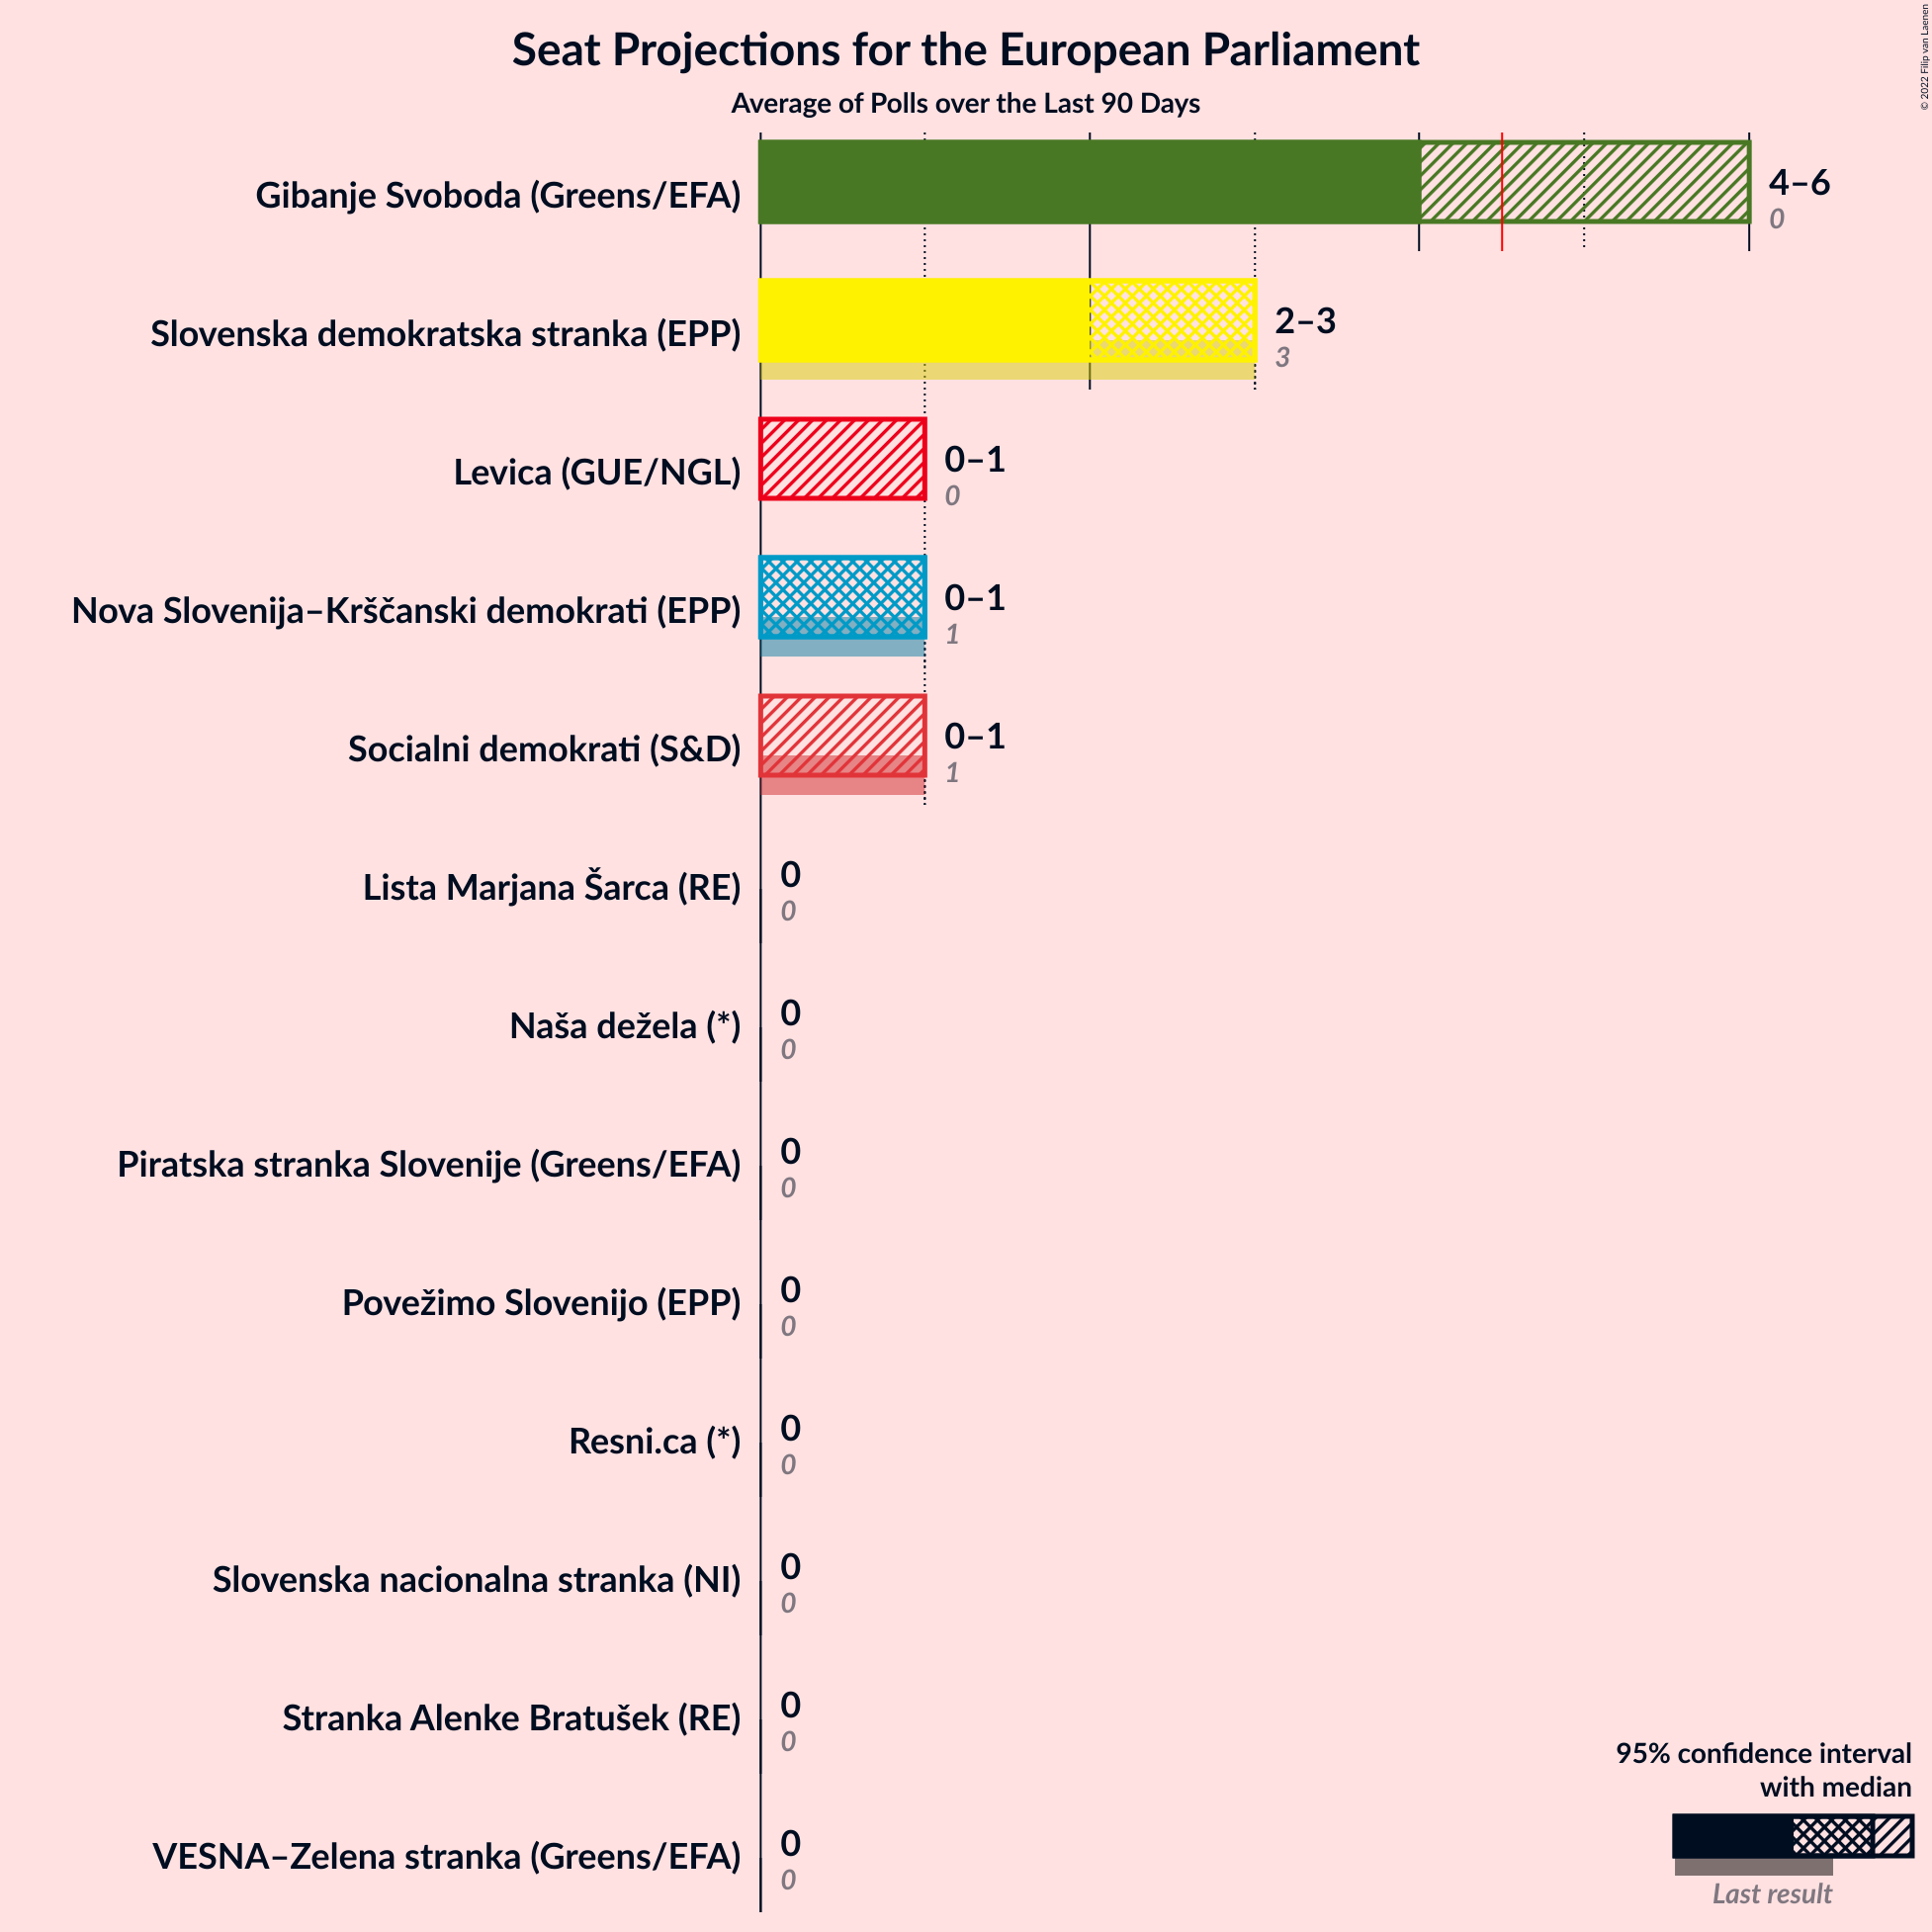 Seat Projections for the European Parliament
Average of Polls over the Last 90 Days
© 2022 Filip van Laenen
Gibanje Svoboda (Greens/EFA)
4–6
0
Slovenska demokratska stranka (EPP)
2–3
3
Levica (GUE/NGL)
0–1
0
Nova Slovenija–Krščanski demokrati (EPP)
0–1
1
Socialni demokrati (S&D)
0–1
1
Lista Marjana Šarca (RE)
0
0
Naša dežela (*)
0
0
Piratska stranka Slovenije (Greens/EFA)
0
0
Povežimo Slovenijo (EPP)
0
0
Resni.ca (*)
0
0
Slovenska nacionalna stranka (NI)
0
0
Stranka Alenke Bratušek (RE)
0
0
VESNA–Zelena stranka (Greens/EFA)
0
0
95% confidence interval
with median
Last result